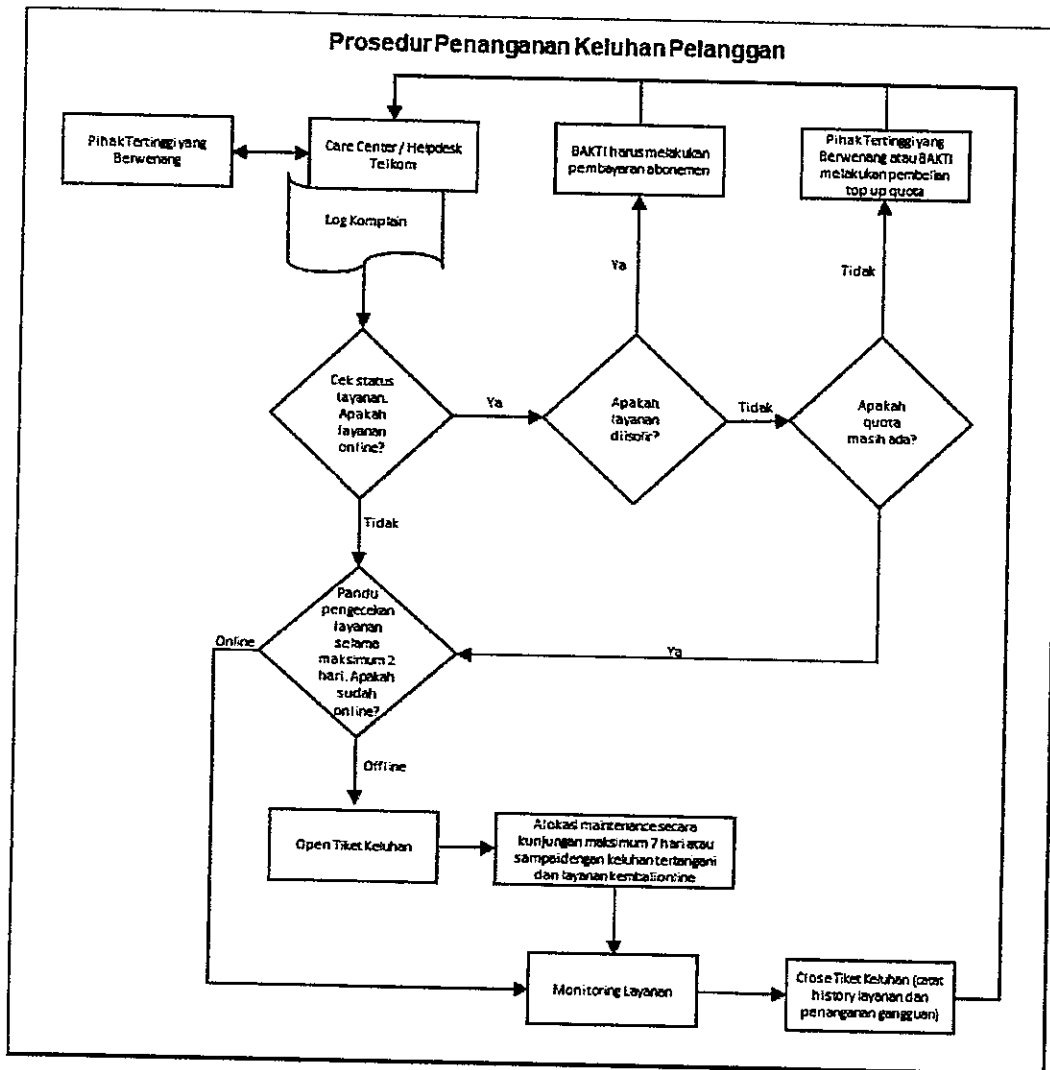 Prosedur Penanganan Keluhan Pelanggan
Pihak Tertinggi yang
Berwenang
Care Center / Helpdesk
Telkom
Log Komplain
BAKTI harus melakukan
pembayaran abonemen
Pihak Tertinggi yang
Berwenang atau BAKTI
melakukan pembelian
top up quota
Ya
Tidak
Cek status
layanan.
Apakah
layanan
online?
Ya
Apakah
layanan
diisolir?
Tidak
Apakah
quota
masih ada?
Tidak
Pandu
pengecekan
layanan
selama
maksimum 2
hari. Apakah
sudah
online?
Online
Ya
Offline
Open Tiket Keluhan
Alokasi maintenance secara
kunjungan maksimum 7 hari atau
sampai dengan keluhan tertangani
dan layanan kembali online
Monitoring Layanan
Close Tiket Keluhan (catat
history layanan dan
penanganan gangguan)